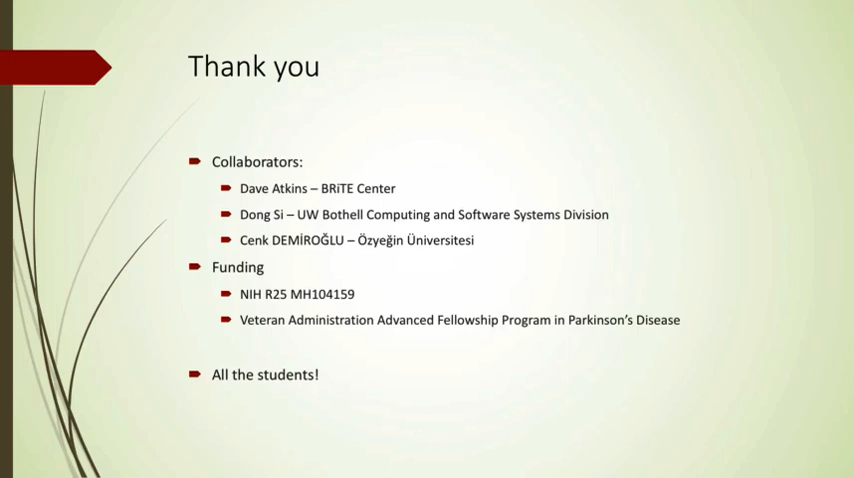 Thank you
Collaborators:
Dave Atkins – BRiTE Center
Dong Si – UW Bothell Computing and Software Systems Division
Cenk DEMİROĞLU – Özyeğin Üniversitesi
Funding
NIH R25 MH104159
Veteran Administration Advanced Fellowship Program in Parkinson's Disease
All the students!